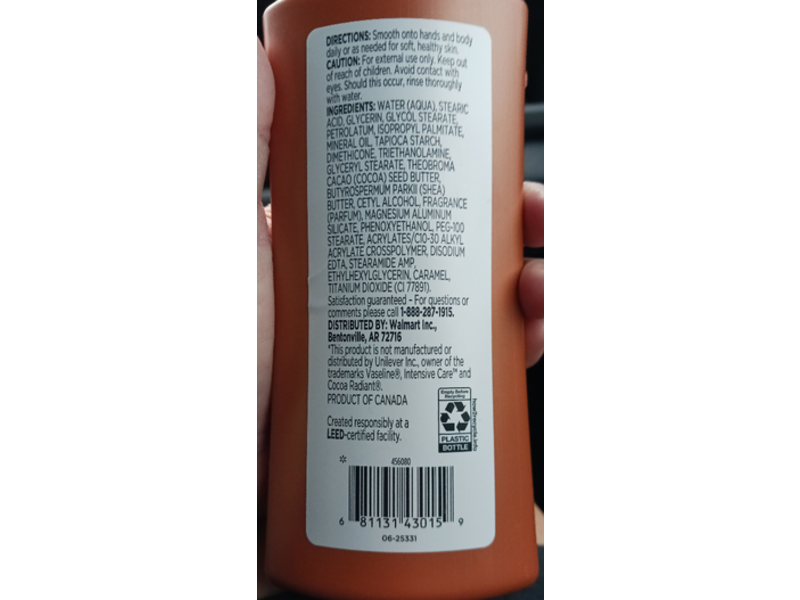 DIRECTIONS: Smooth onto hands and body
daily or as needed for soft, healthy skin.
CAUTION: For external use only. Keep out
of reach of children. Avoid contact with
eyes. Should this occur, rinse thoroughly
with water.
INGREDIENTS: WATER (AQUA), STEARIC
ACID, GLYCERIN, GLYCOL STEARATE,
PETROLATUM, ISOPROPYL PALMITATE,
MINERAL OIL, TAPIOCA STARCH,
DIMETHICONE, TRIETHANOLAMINE,
GLYCERYL STEARATE, THEOBROMA
CACAO (COCOA) SEED BUTTER,
BUTYROSPERMUM PARKII (SHEA)
BUTTER, CETYL ALCOHOL, FRAGRANCE
(PARFUM), MAGNESIUM ALUMINUM
SILICATE, PHENOXYETHANOL, PEG-100
STEARATE, ACRYLATES/C10-30 ALKYL
ACRYLATE CROSSPOLYMER, DISODIUM
EDTA, STEARAMIDE AMP,
ETHYLHEXYLGLYCERIN, CARAMEL,
TITANIUM DIOXIDE (CI 77891).
Satisfaction guaranteed – For questions or
comments please call 1-888-287-1915.
DISTRIBUTED BY: Walmart Inc.,
Bentonville, AR 72716
*This product is not manufactured or
distributed by Unilever Inc., owner of the
trademarks Vaseline®, Intensive Care™ and
Cocoa Radiant®.
PRODUCT OF CANADA
Created responsibly at a
LEED-certified facility.
Empty Before
Recycling
PLASTIC
BOTTLE
how2recycle.info
456080
6 81131 43015 9
06-25331